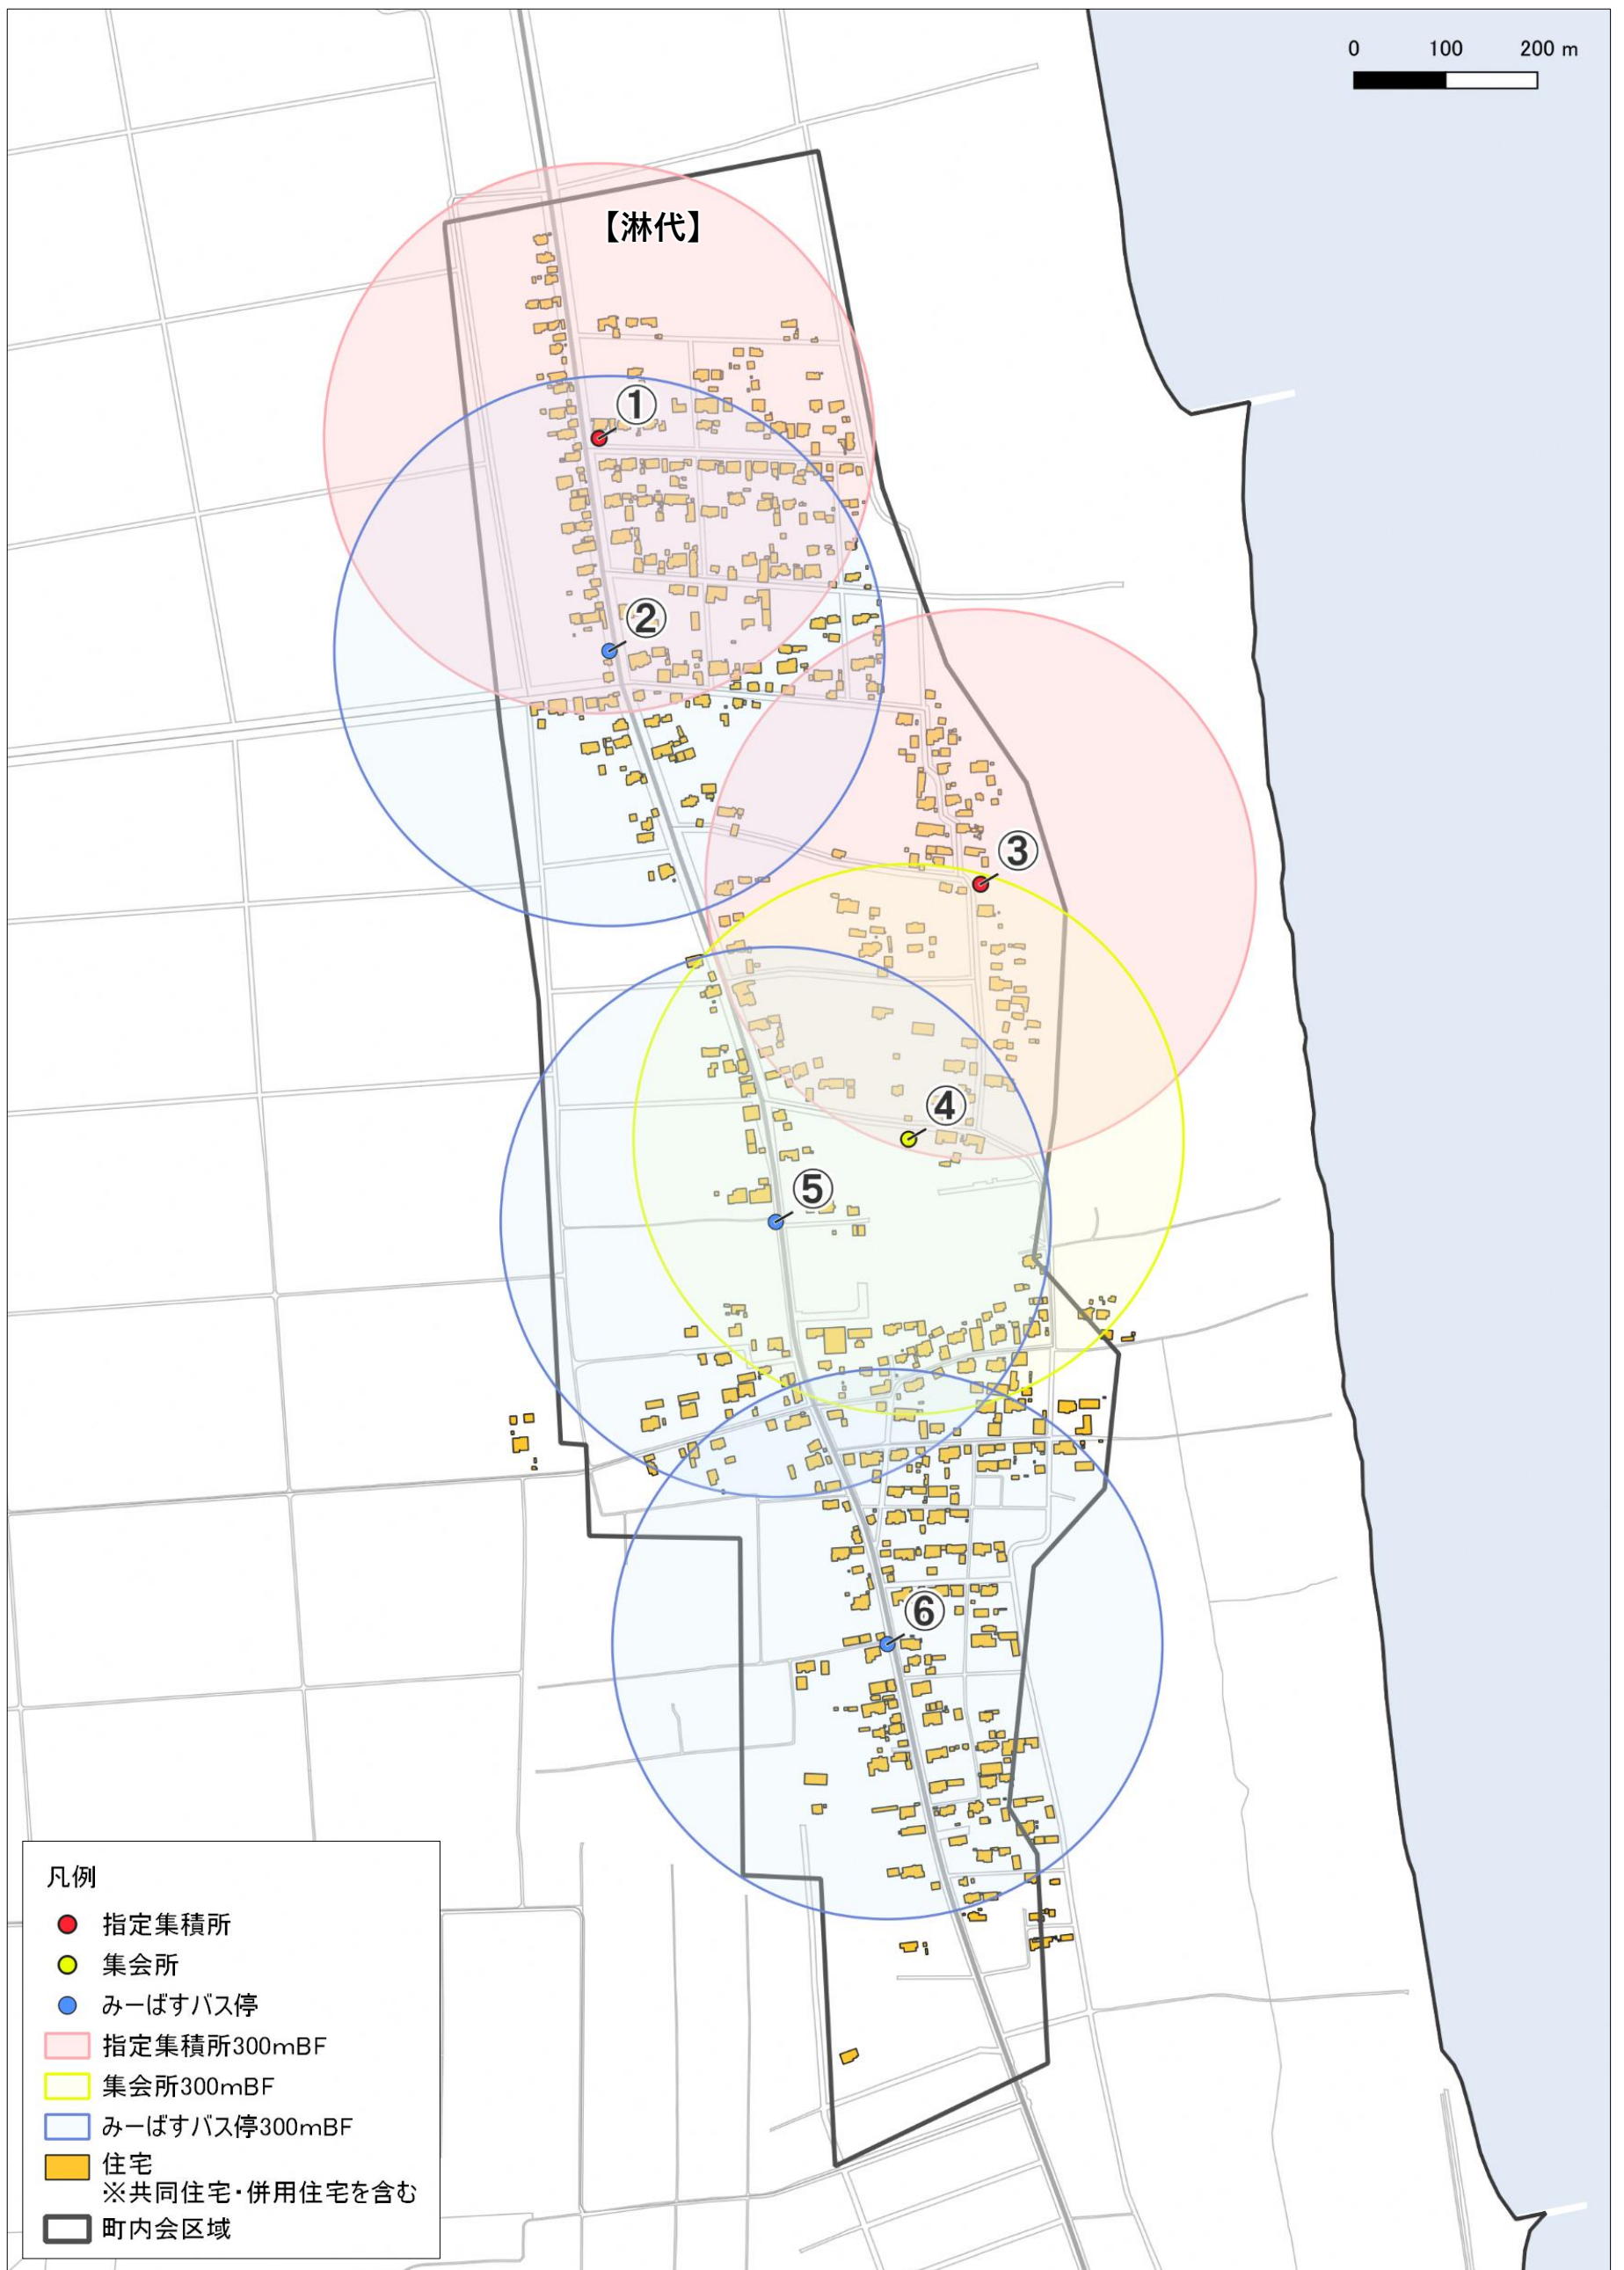 0 100 200 m
【淋代】
①
②
③
④
⑤
⑥
凡例
指定集積所
集会所
みーばすバス停
指定集積所300mBF
集会所300mBF
みーばすバス停300mBF
住宅
※共同住宅・併用住宅を含む
町内会区域